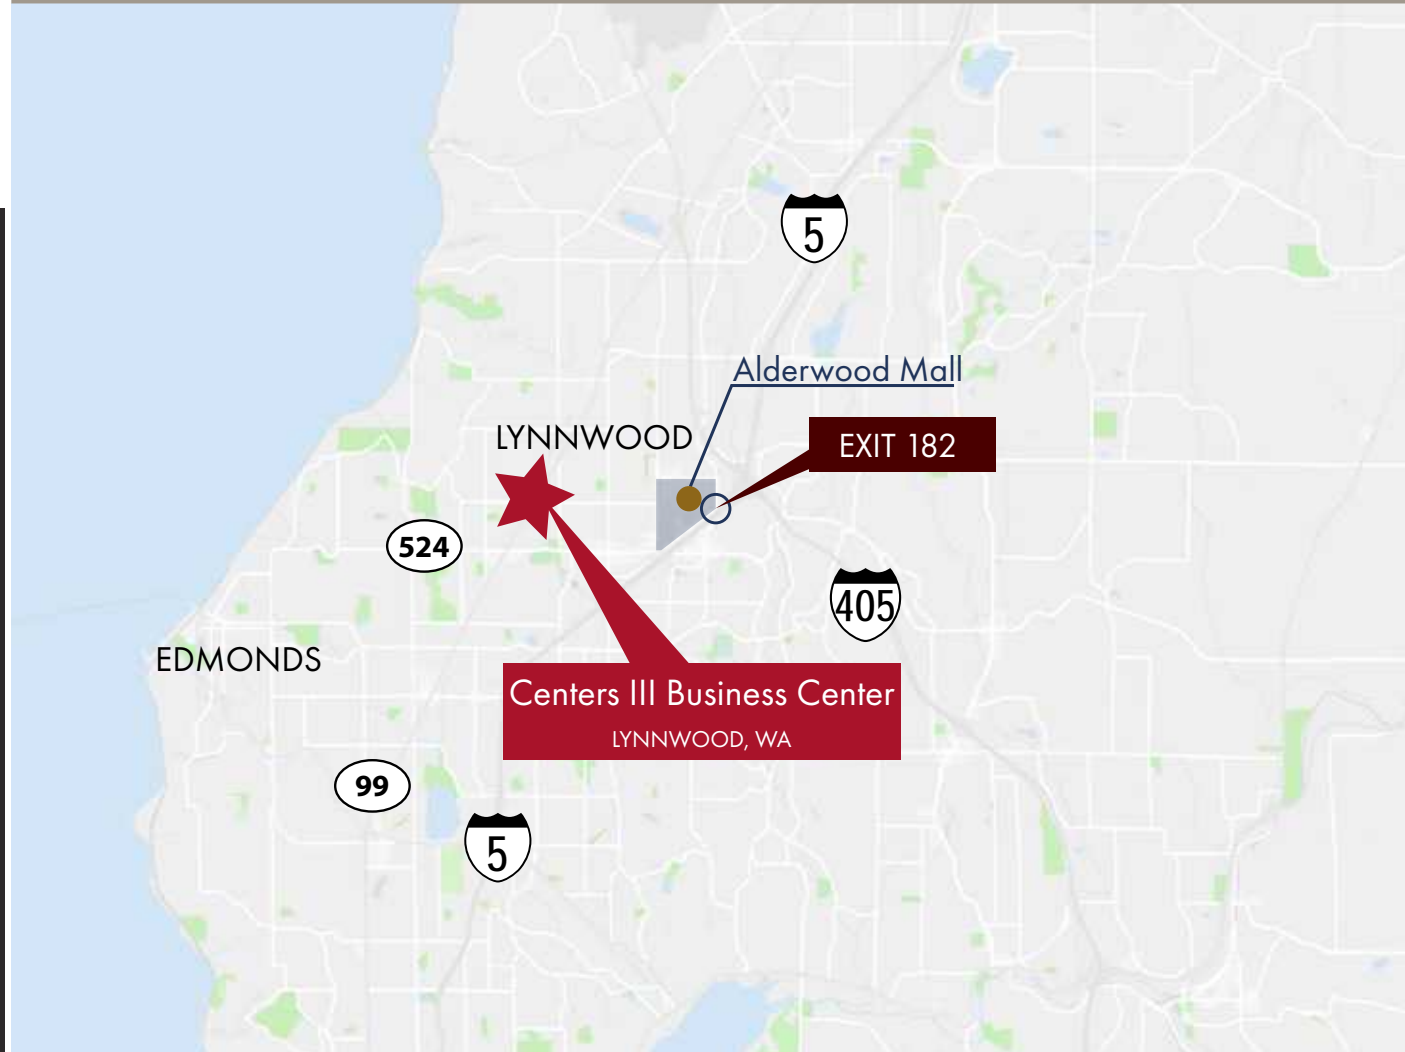 5
Alderwood Mall
LYNNWOOD
EXIT 182
524
405
EDMONDS
Centers III Business Center
LYNNWOOD, WA
99
5